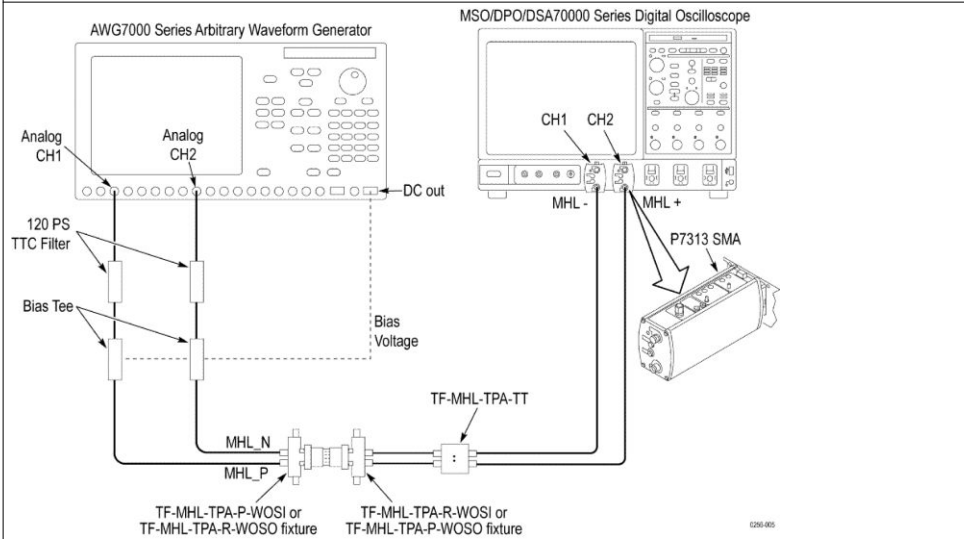 MSO/DPO/DSA70000 Series Digital Oscilloscope
AWG7000 Series Arbitrary Waveform Generator
Analog
CH1
Analog
CH2
DC out
CH1
CH2
MHL -
MHL +
P7313 SMA
120 PS
TTC Filter
Bias Tee
Bias
Voltage
TF-MHL-TPA-TT
MHL_N
MHL_P
TF-MHL-TPA-P-WOSI or
TF-MHL-TPA-R-WOSO fixture
TF-MHL-TPA-R-WOSI or
TF-MHL-TPA-P-WOSO fixture
0250-005